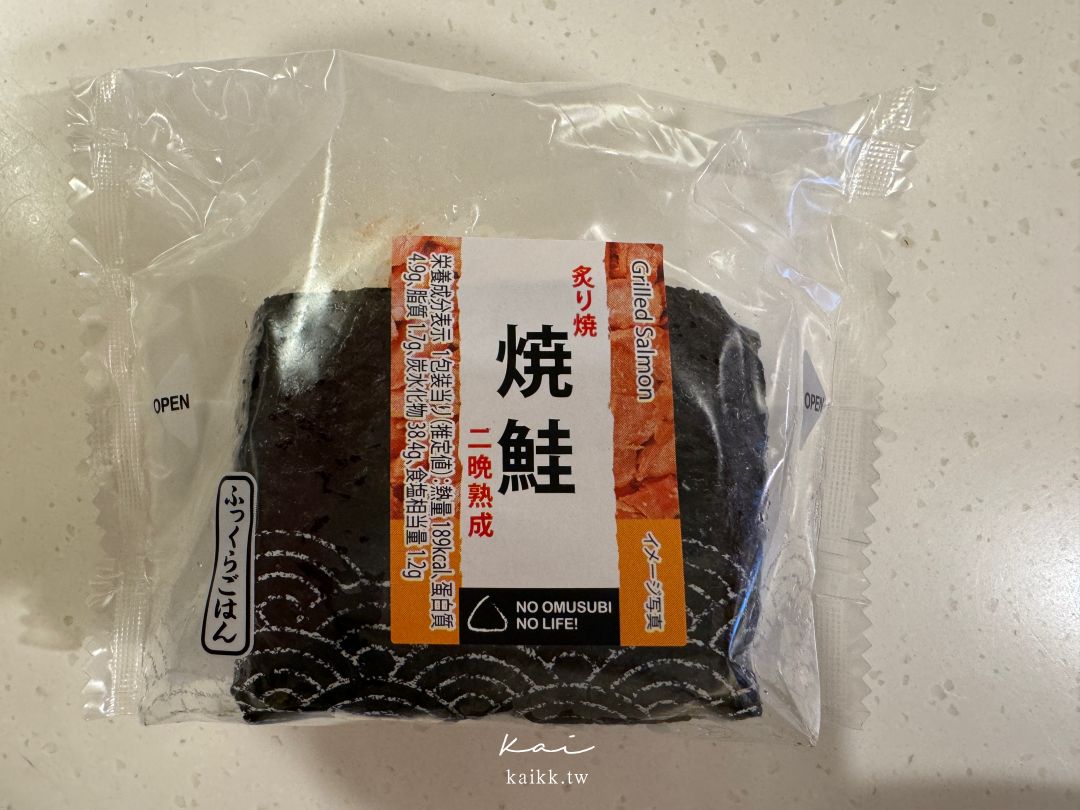 OPEN
ふっくらごはん
Grilled Salmon
炙り焼
焼鮭
二晩熟成
栄養成分表示 1包装当り(推定値):熱量 189kcal、蛋白質
4.9g、脂質 1.7g、炭水化物 38.4g、食塩相当量 1.2g
イメージ写真
NO OMUSUBI
NO LIFE!
OPEN
Kai
kaikk.tw